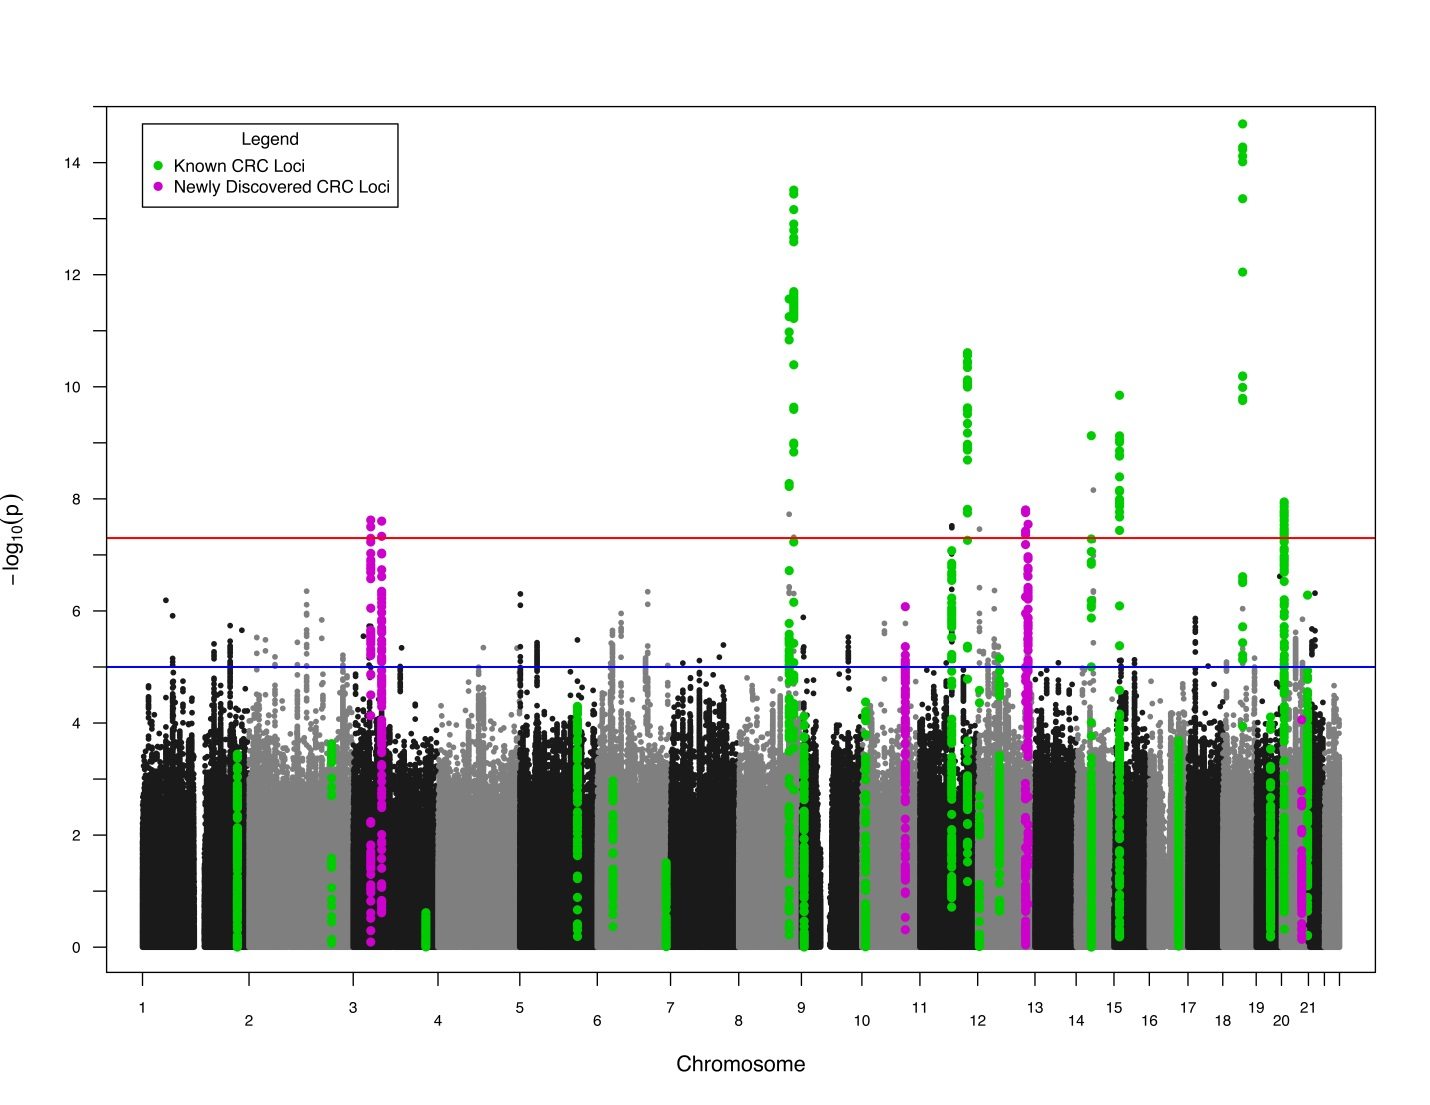 Legend
Known CRC Loci
Newly Discovered CRC Loci
14
12
10
8
6
4
2
0
−log10(p)
1 2 3 4 5 6 7 8 9 10 11 12 13 14 15 16 17 18 19 20 21
Chromosome